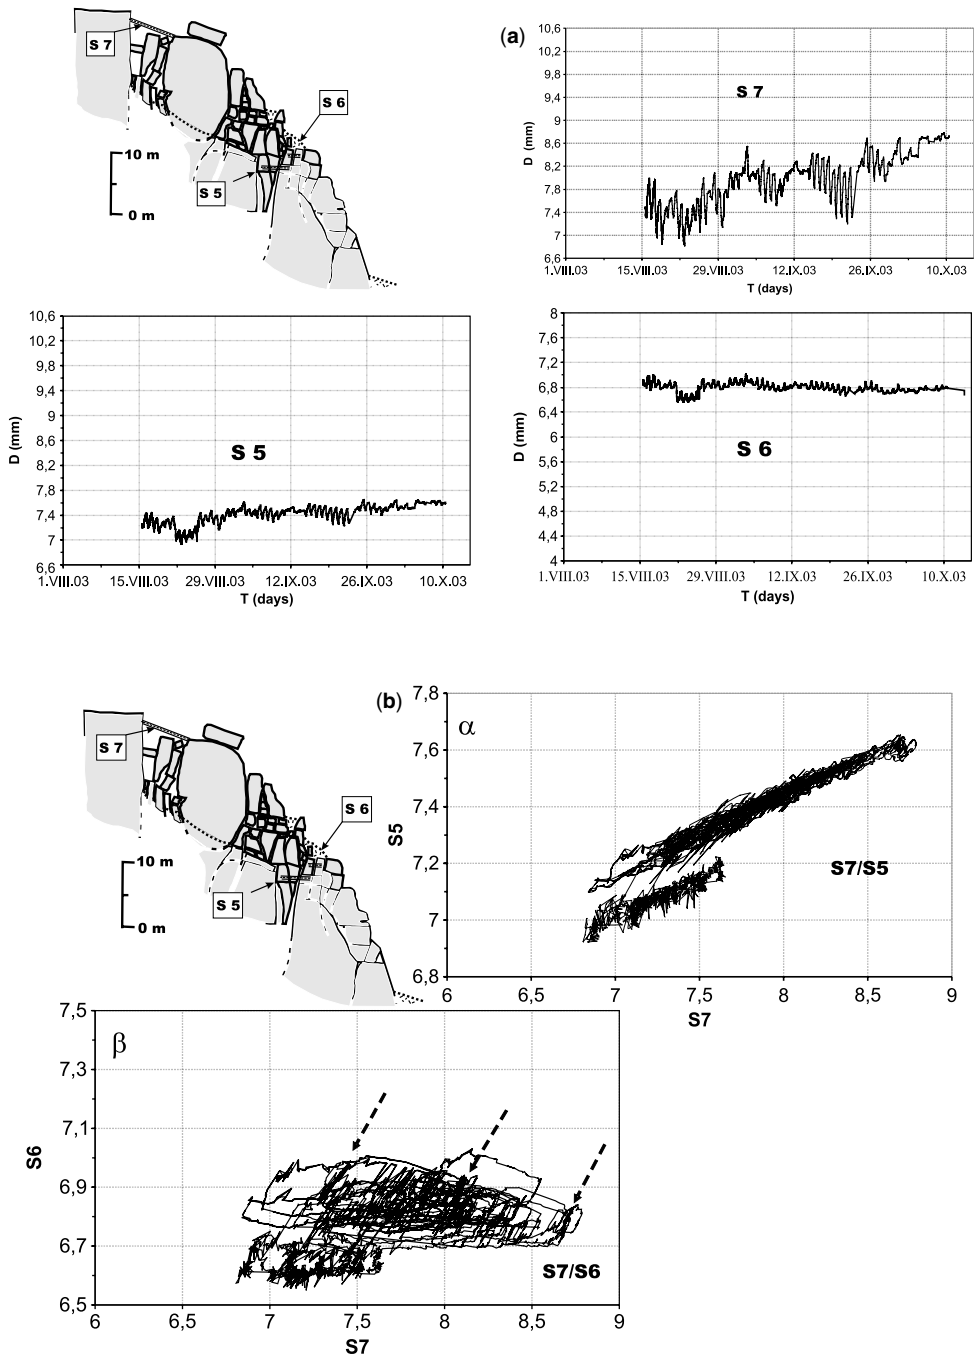 S 7
S 6
10 m
S 5
0 m
(a)
10,6
10,2
9,8
9,4
9
8,6
8,2
7,8
7,4
7
6,6
D (mm)
S 7
1.VIII.03 15.VIII.03 29.VIII.03 12.IX.03 26.IX.03 10.X.03
T (days)
10,6
10,2
9,8
9,4
9
8,6
8,2
7,8
7,4
7
6,6
D (mm)
S 5
1.VIII.03 15.VIII.03 29.VIII.03 12.IX.03 26.IX.03 10.X.03
T (days)
8
7,6
7,2
6,8
6,4
6
5,6
5,2
4,8
4,4
4
D (mm)
S 6
1.VIII.03 15.VIII.03 29.VIII.03 12.IX.03 26.IX.03 10.X.03
T (days)
S 7
S 6
10 m
S 5
0 m
(b)
7,8
7,6
7,4
7,2
7
6,8
S5
α
S7/S5
6 6,5 7 7,5 8 8,5 9
S7
7,5
7,3
7,1
6,9
6,7
6,5
S6
β
S7/S6
6 6,5 7 7,5 8 8,5 9
S7